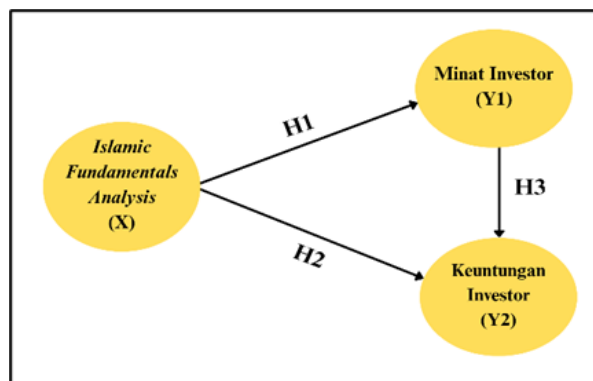 Minat Investor
(Y1)
H1
Islamic
Fundamentals
Analysis
(X)
H3
H2
Keuntungan
Investor
(Y2)